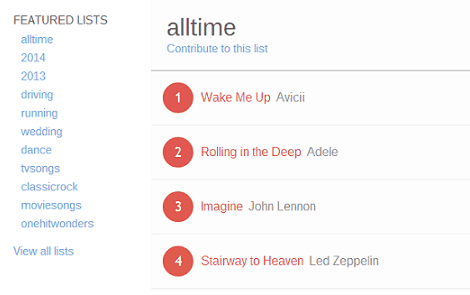 FEATURED LISTS
alltime
2014
2013
driving
running
wedding
dance
tvsongs
classicrock
moviesongs
onehitwonders
View all lists
alltime
Contribute to this list
1 Wake Me Up Avicii
2 Rolling in the Deep Adele
3 Imagine John Lennon
4 Stairway to Heaven Led Zeppelin